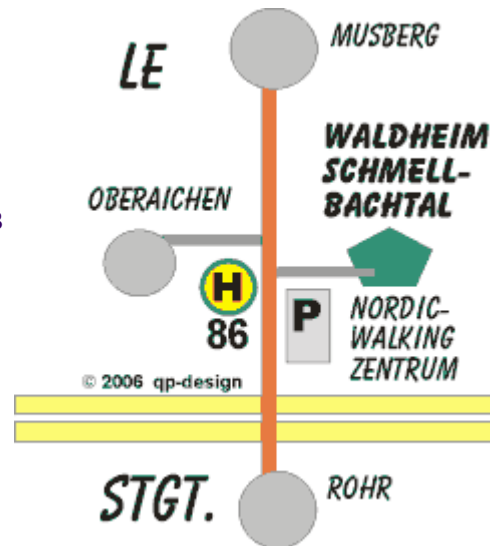 MUSBERG
LE
WALDHEIM
SCHMELL-
BACHTAL
OBERAICHEN
H
86
P
NORDIC-
WALKING
ZENTRUM
© 2006 qp-design
STGT.
ROHR